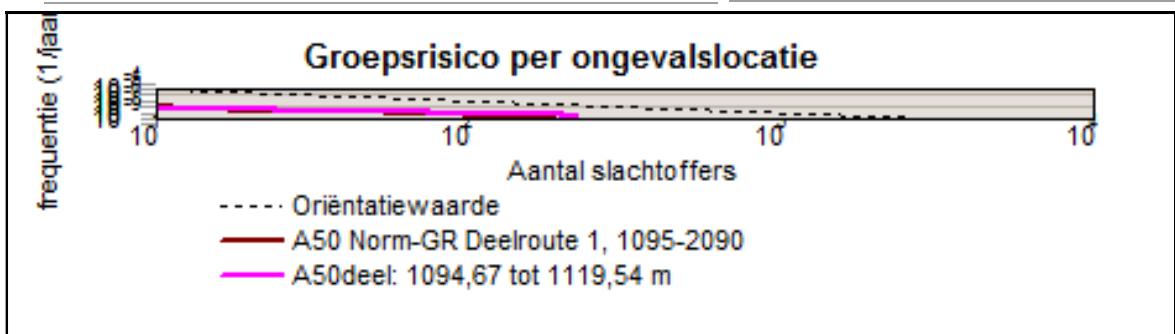 Groepsrisico per ongevalslocatie
frequentie (1/jaar
10 10 10 10
Aantal slachtoffers
Oriëntatiewaarde
A50 Norm-GR Deelroute 1, 1095-2090
A50deel: 1094,67 tot 1119,54 m